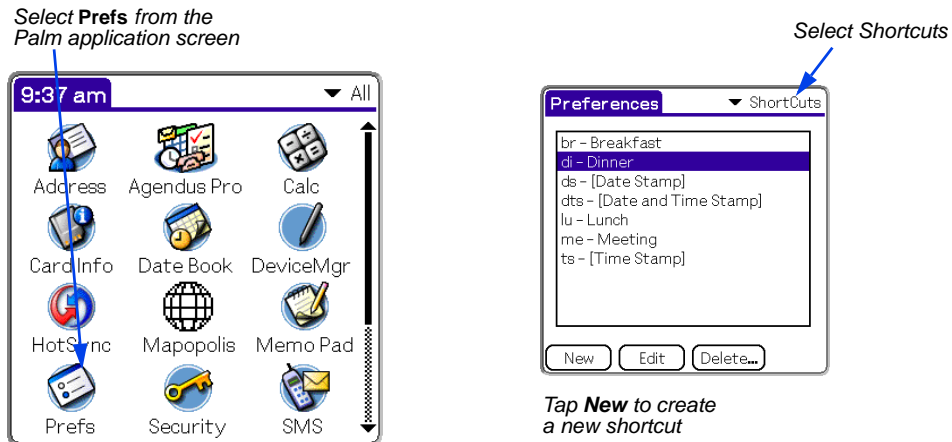 Select Prefs from the
Palm application screen
9:37 am
All
Address
Agendus Pro
Calc
Card Info
Date Book
DeviceMgr
HotSync
Mapopolis
Memo Pad
Prefs
Security
SMS
Select Shortcuts
Preferences
ShortCuts
br – Breakfast
di – Dinner
ds – [Date Stamp]
dts – [Date and Time Stamp]
lu – Lunch
me – Meeting
ts – [Time Stamp]
New
Edit
Delete...
Tap New to create
a new shortcut